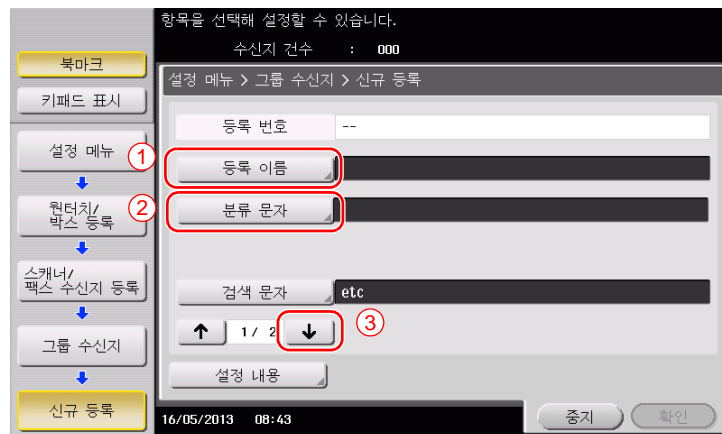 항목을 선택해 설정할 수 있습니다.
수신지 건수 : 000
북마크
키패드 표시
설정 메뉴
원터치/
박스 등록
스캐너/
팩스 수신지 등록
그룹 수신지
신규 등록
설정 메뉴 > 그룹 수신지 > 신규 등록
등록 번호 --
① 등록 이름
② 분류 문자
검색 문자 etc
↑ 1/ 2 ↓ ③
설정 내용
16/05/2013 08:43
중지 확인